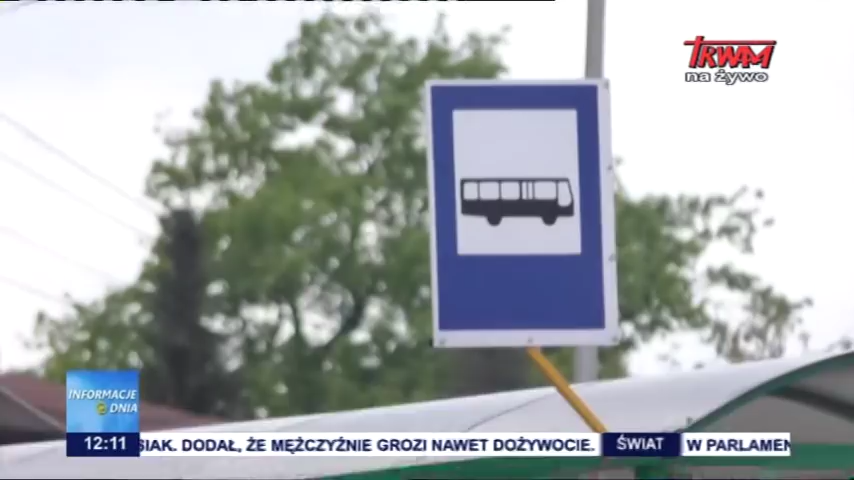 TRWAM
na żywo
INFORMACJE
DNIA
12:11 SIAK. DODAŁ, ŻE MĘŻCZYŹNIE GROZI NAWET DOŻYWOCIE. ŚWIAT W PARLAMEN